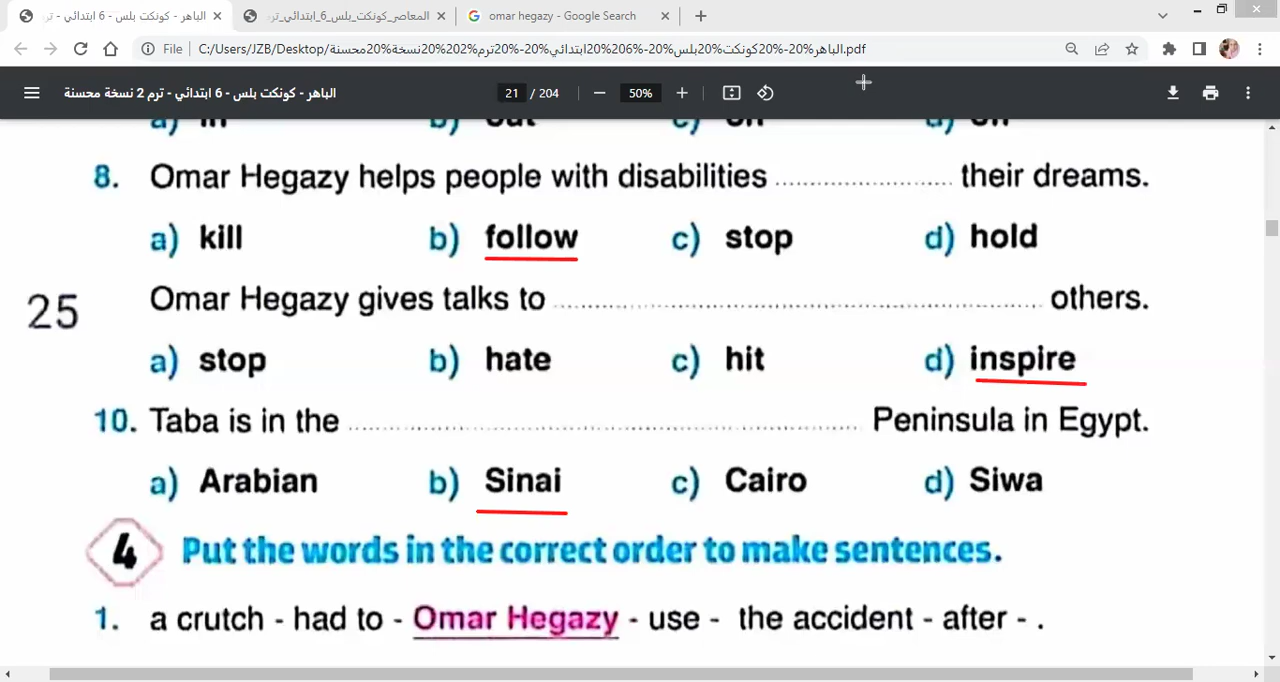 الباهر - كونكت بلس - 6 ابتدائي - تر
المعاصر_كونكت_بلس_6_ابتدائي_تر
omar hegazy - Google Search
File
C:/Users/JZB/Desktop/الباهر%20-%20كونكت%20بلس%20-%206%20ابتدائي%20-%20ترم%202%20نسخة%20محسنة.pdf
الباهر - كونكت بلس - 6 ابتدائي - ترم 2 نسخة محسنة
21 / 204
50%
a) in b) out c) on d) off
8. Omar Hegazy helps people with disabilities .................... their dreams.
a) kill b) follow c) stop d) hold
25 Omar Hegazy gives talks to .................... others.
a) stop b) hate c) hit d) inspire
10. Taba is in the .................... Peninsula in Egypt.
a) Arabian b) Sinai c) Cairo d) Siwa
4 Put the words in the correct order to make sentences.
1. a crutch - had to - Omar Hegazy - use - the accident - after - .